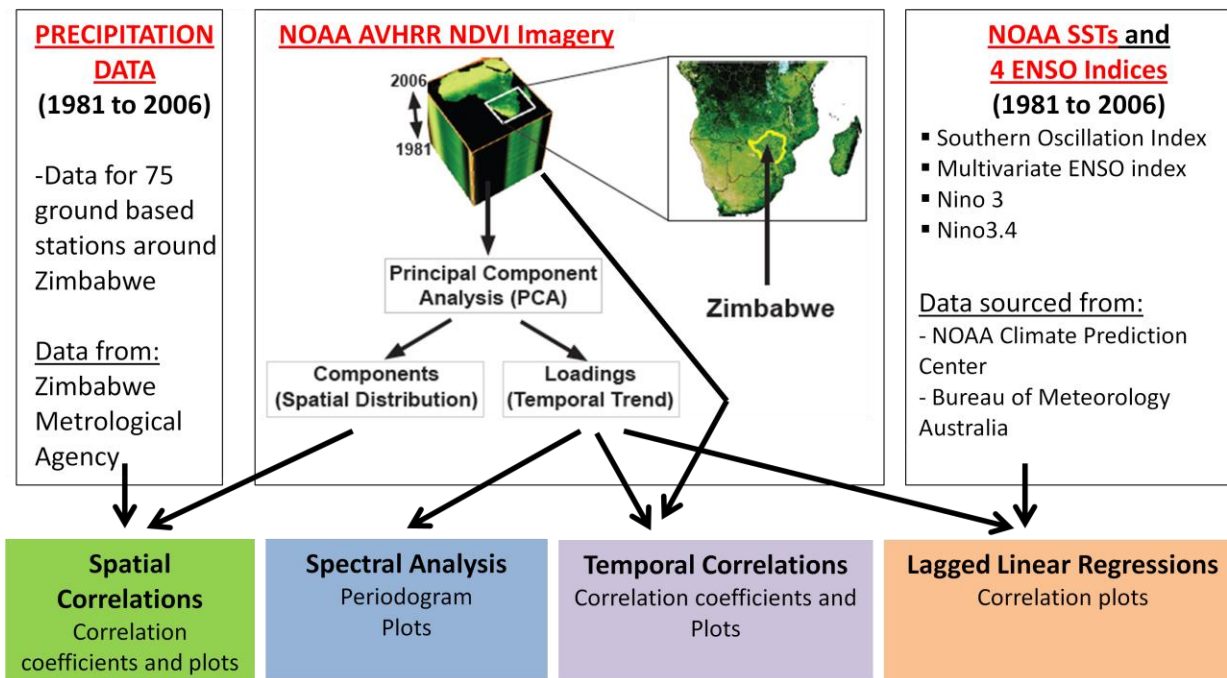 PRECIPITATION
DATA
(1981 to 2006)
-Data for 75
ground based
stations around
Zimbabwe
Data from:
Zimbabwe
Metrological
Agency
NOAA AVHRR NDVI Imagery
2006
1981
Principal Component
Analysis (PCA)
Zimbabwe
Components
(Spatial Distribution)
Loadings
(Temporal Trend)
NOAA SSTs and
4 ENSO Indices
(1981 to 2006)
▪ Southern Oscillation Index
▪ Multivariate ENSO index
▪ Nino 3
▪ Nino3.4
Data sourced from:
- NOAA Climate Prediction
Center
- Bureau of Meteorology
Australia
Spatial
Correlations
Correlation
coefficients and plots
Spectral Analysis
Periodogram
Plots
Temporal Correlations
Correlation coefficients and
Plots
Lagged Linear Regressions
Correlation plots